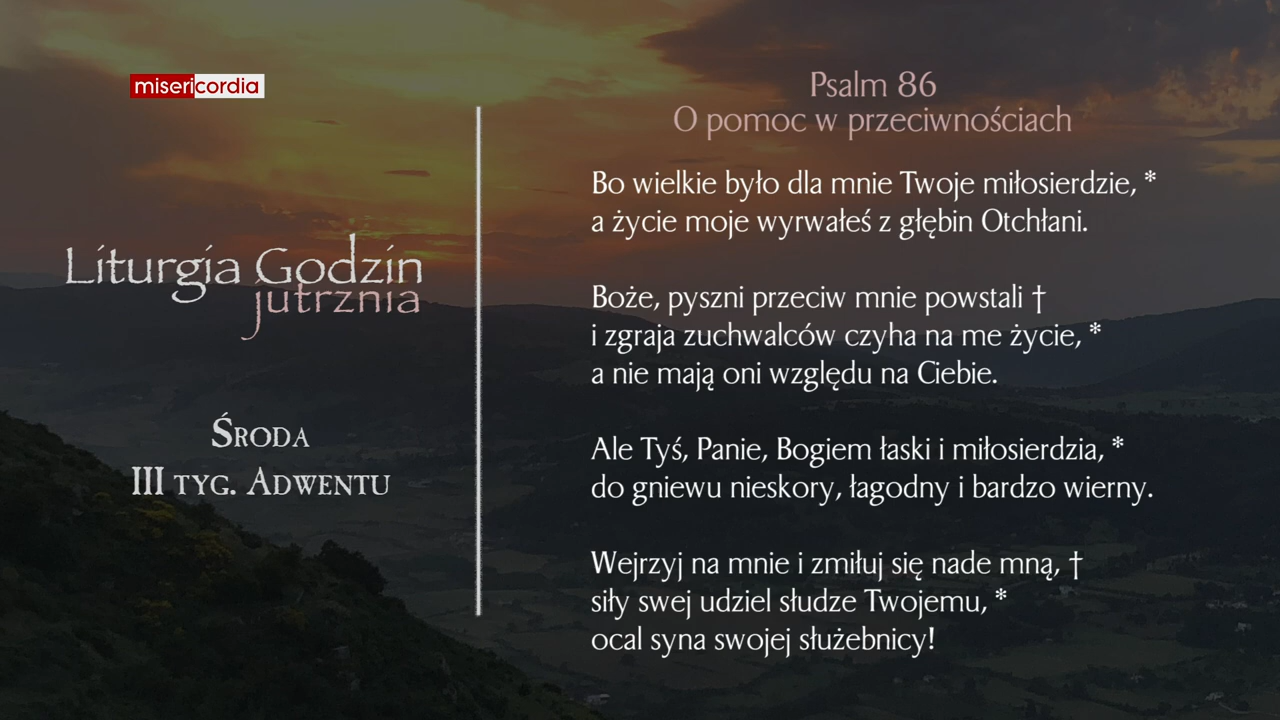 misericordia
Liturgia Godzin
jutrznia
Środa
III tyg. Adwentu
Psalm 86
O pomoc w przeciwnościach
Bo wielkie było dla mnie Twoje miłosierdzie, *
a życie moje wyrwałeś z głębin Otchłani.
Boże, pyszni przeciw mnie powstali †
i zgraja zuchwalców czyha na me życie, *
a nie mają oni względu na Ciebie.
Ale Tyś, Panie, Bogiem łaski i miłosierdzia, *
do gniewu nieskory, łagodny i bardzo wierny.
Wejrzyj na mnie i zmiłuj się nade mną, †
siły swej udziel słudze Twojemu, *
ocal syna swojej służebnicy!